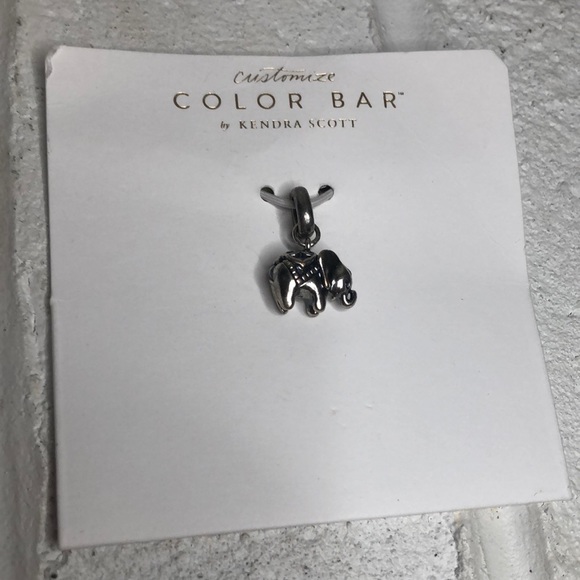 customize
COLOR BAR™
by KENDRA SCOTT